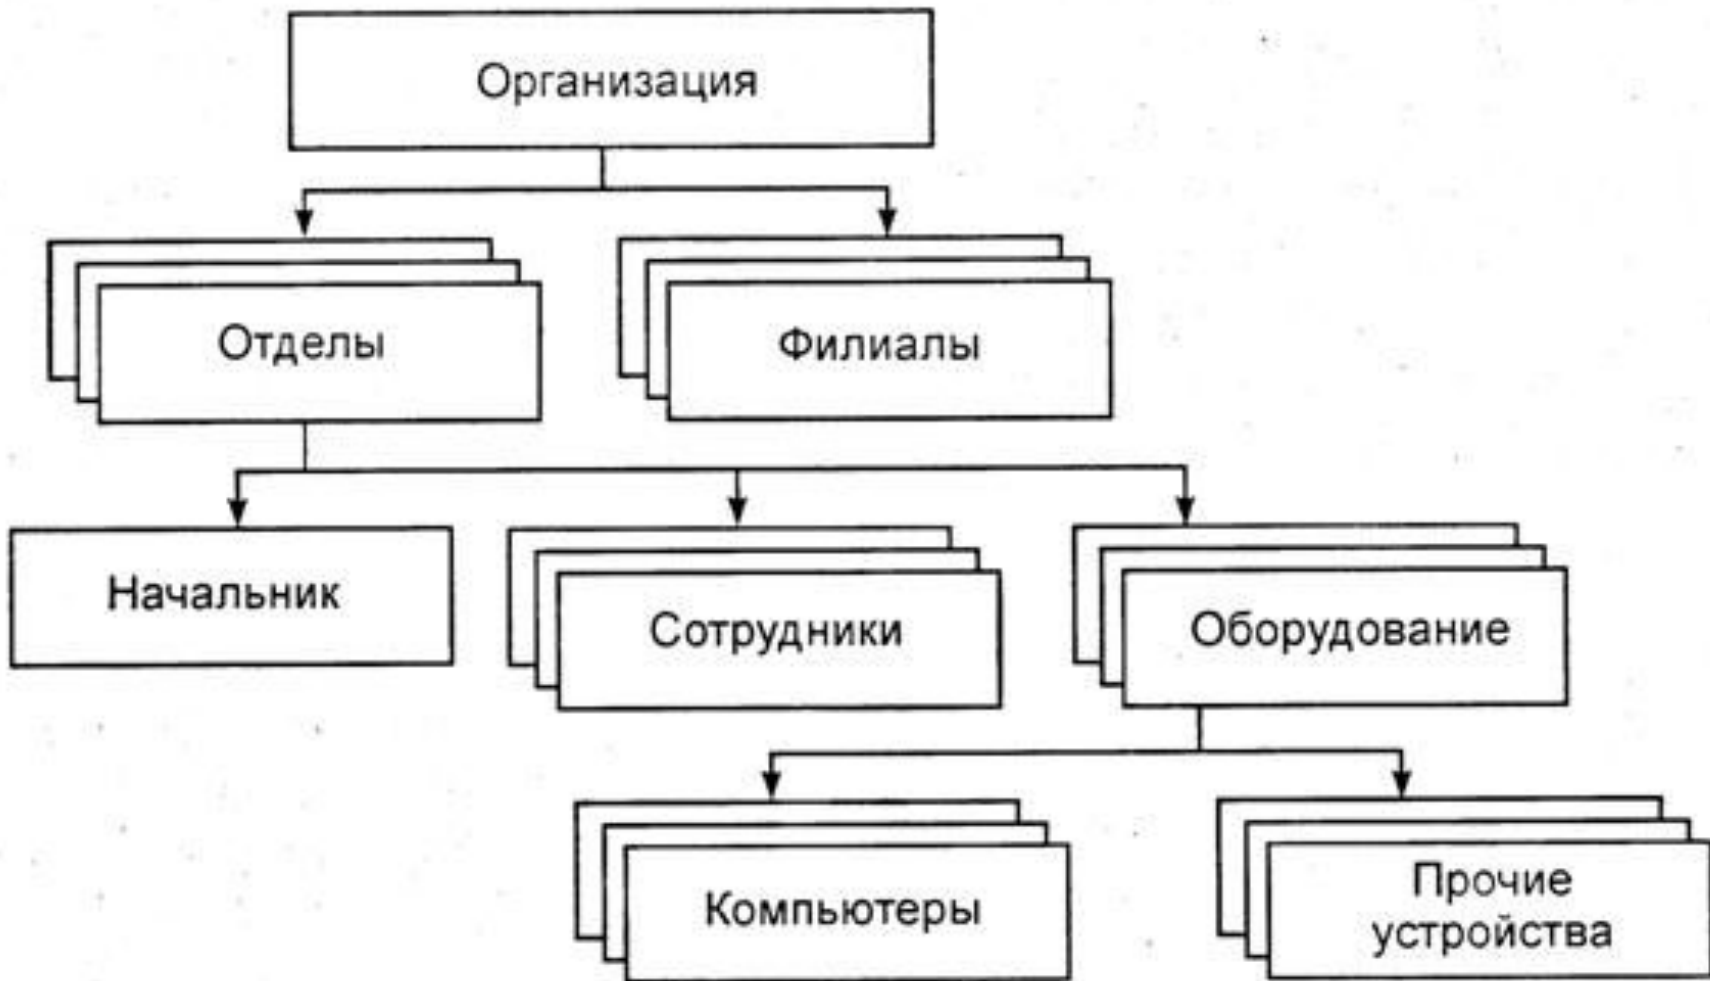 Организация
Отделы
Филиалы
Начальник
Сотрудники
Оборудование
Компьютеры
Прочие
устройства